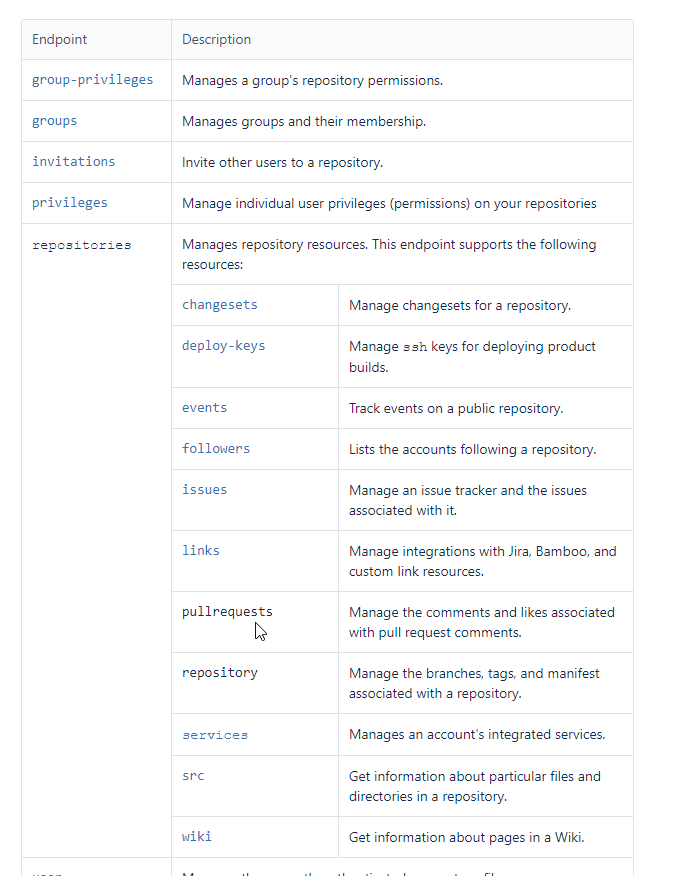 Endpoint Description
group-privileges Manages a group's repository permissions.
groups Manages groups and their membership.
invitations Invite other users to a repository.
privileges Manage individual user privileges (permissions) on your repositories
repositories Manages repository resources. This endpoint supports the following
resources:
changesets Manage changesets for a repository.
deploy-keys Manage ssh keys for deploying product
builds.
events Track events on a public repository.
followers Lists the accounts following a repository.
issues Manage an issue tracker and the issues
associated with it.
links Manage integrations with Jira, Bamboo, and
custom link resources.
pullrequests Manage the comments and likes associated
with pull request comments.
repository Manage the branches, tags, and manifest
associated with a repository.
services Manages an account's integrated services.
src Get information about particular files and
directories in a repository.
wiki Get information about pages in a Wiki.